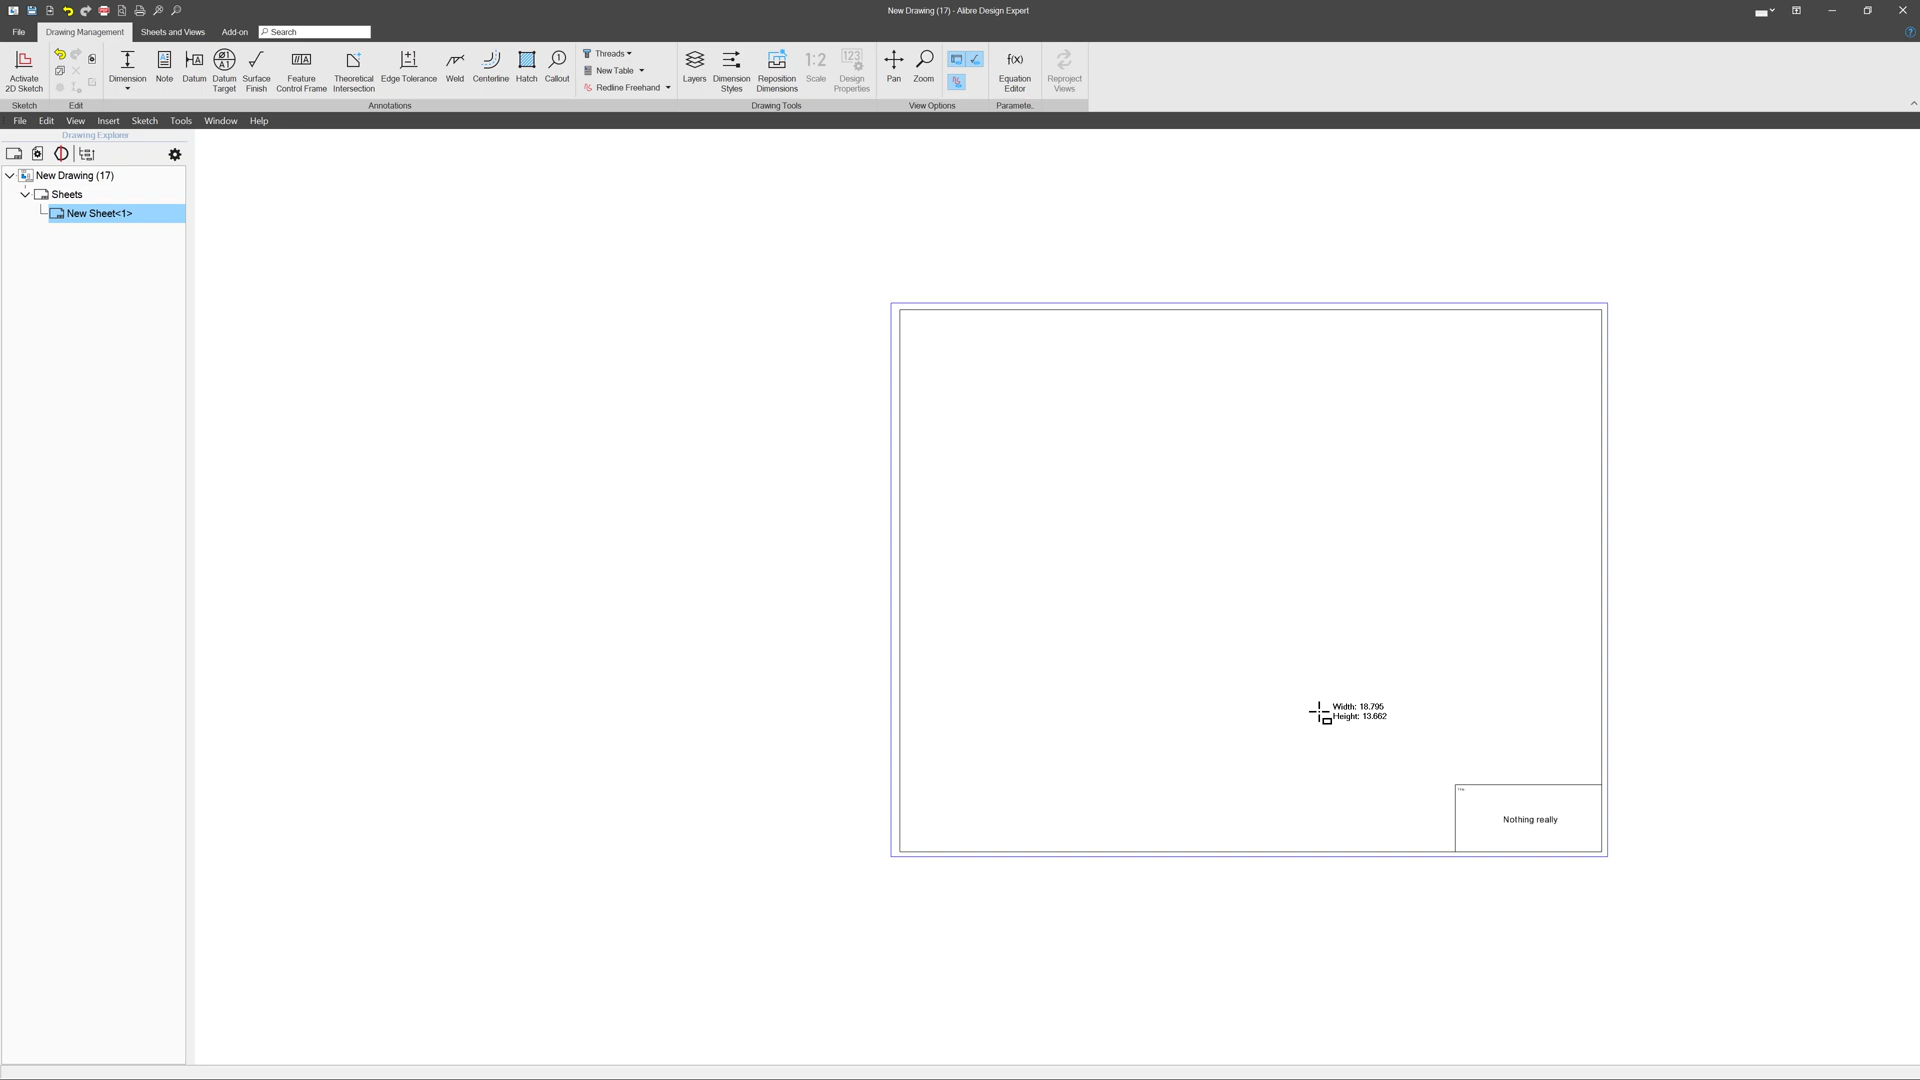 New Drawing (17) - Alibre Design Expert
File
Drawing Management
Sheets and Views
Add-on
Search
Activate
2D Sketch
Dimension
Note
Datum
Datum
Target
Surface
Finish
Feature
Control Frame
Theoretical
Intersection
Edge Tolerance
Weld
Centerline
Hatch
Callout
Threads
New Table
Redline Freehand
Layers
Dimension
Styles
Reposition
Dimensions
1:2
Scale
123
Design
Properties
Pan
Zoom
f(x)
Equation
Editor
Reproject
Views
Sketch
Edit
Annotations
Drawing Tools
View Options
Paramete..
File Edit View Insert Sketch Tools Window Help
Drawing Explorer
New Drawing (17)
Sheets
New Sheet<1>
Width: 18.795
Height: 13.662
Nothing really